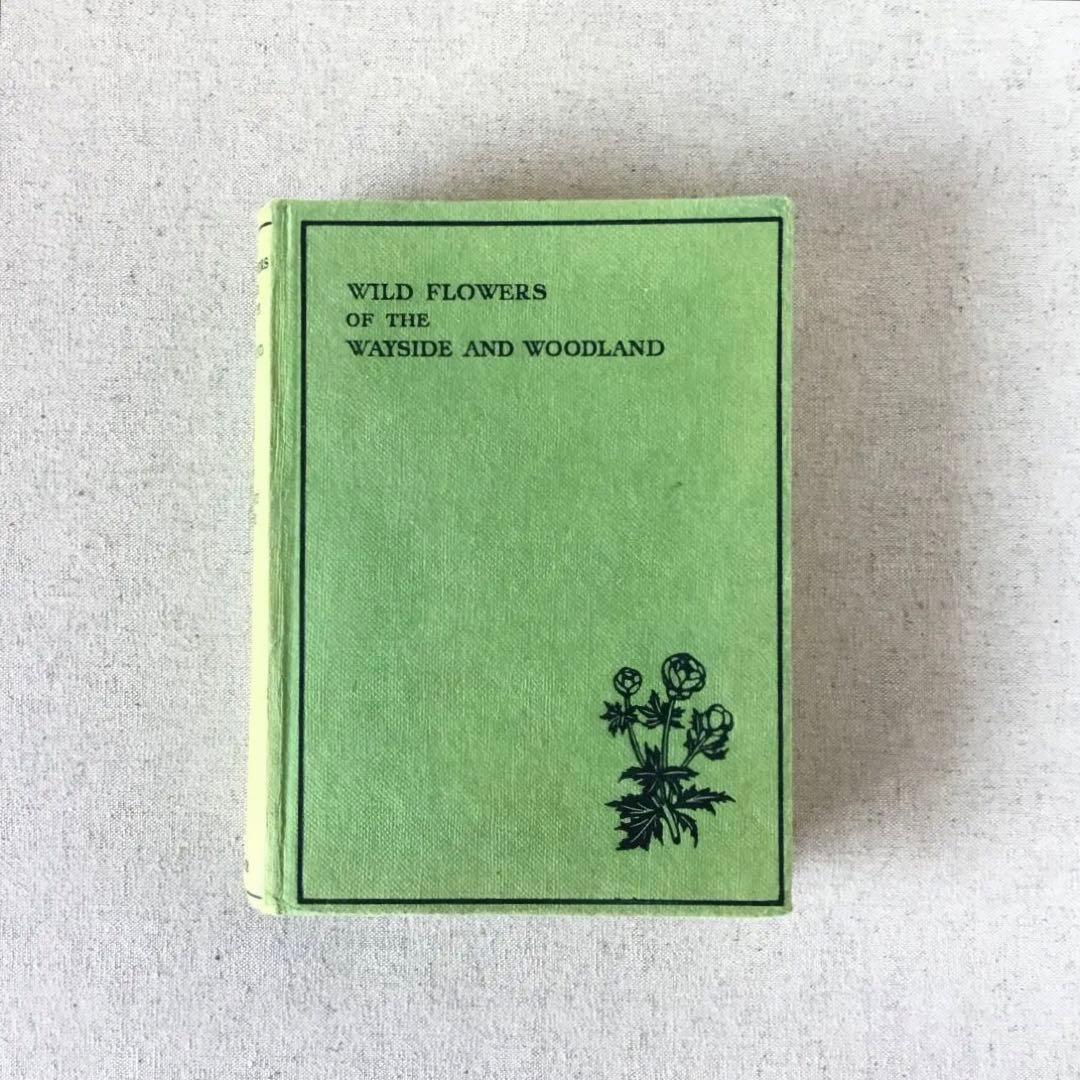 WILD FLOWERS
OF THE
WAYSIDE AND WOODLAND